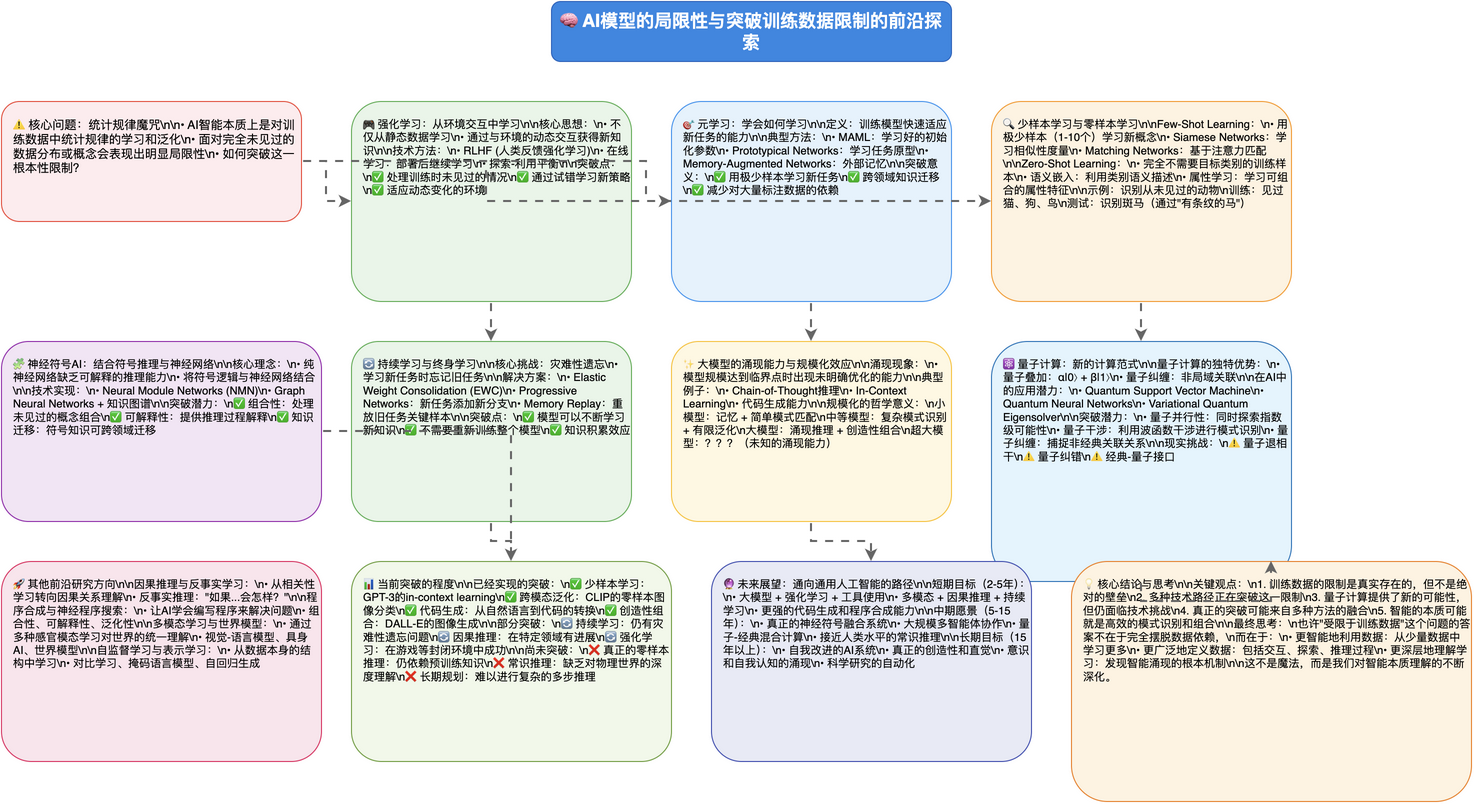 🧠 AI模型的局限性与突破训练数据限制的前沿探
索
⚠️ 核心问题：统计规律魔咒\n\n• AI智能本质上是对训
练数据中统计规律的学习和泛化\n• 面对完全未见过的
数据分布或概念会表现出明显局限性\n• 如何突破这一
根本性限制？
🎮 强化学习：从环境交互中学习\n\n核心思想：\n• 不
仅从静态数据学习\n• 通过与环境的动态交互获得新知
识\n\n技术方法：\n• RLHF (人类反馈强化学习)\n• 在线
学习：部署后继续学习\n• 探索-利用平衡\n\n突破点：
\n✅ 处理训练时未见过的情况\n✅ 通过试错学习新策略
\n✅ 适应动态变化的环境
🎯 元学习：学会如何学习\n\n定义：训练模型快速适应
新任务的能力\n\n典型方法：\n• MAML：学习好的初始
化参数\n• Prototypical Networks：学习任务原型\n•
Memory-Augmented Networks：外部记忆\n\n突破意
义：\n✅ 用极少样本学习新任务\n✅ 跨领域知识迁移
\n✅ 减少对大量标注数据的依赖
🔍 少样本学习与零样本学习\n\nFew-Shot Learning：\n• 用
极少样本（1-10个）学习新概念\n• Siamese Networks：学
习相似性度量\n• Matching Networks：基于注意力匹配
\n\nZero-Shot Learning：\n• 完全不需要目标类别的训练样
本\n• 语义嵌入：利用类别语义描述\n• 属性学习：学习可组
合的属性特征\n\n示例：识别从未见过的动物\n训练：见过
猫、狗、鸟\n测试：识别斑马（通过"有条纹的马"）
🧩 神经符号AI：结合符号推理与神经网络\n\n核心理念：\n• 纯
神经网络缺乏可解释的推理能力\n• 将符号逻辑与神经网络结合
\n\n技术实现：\n• Neural Module Networks (NMN)\n• Graph
Neural Networks + 知识图谱\n\n突破潜力：\n✅ 组合性：处理
未见过的概念组合\n✅ 可解释性：提供推理过程解释\n✅ 知识
迁移：符号知识可跨领域迁移
🔄 持续学习与终身学习\n\n核心挑战：灾难性遗忘\n•
学习新任务时忘记旧任务\n\n解决方案：\n• Elastic
Weight Consolidation (EWC)\n• Progressive
Networks：新任务添加新分支\n• Memory Replay：重
放旧任务关键样本\n\n突破点：\n✅ 模型可以不断学习
新知识\n✅ 不需要重新训练整个模型\n✅ 知识积累效应
✨ 大模型的涌现能力与规模化效应\n\n涌现现象：\n•
模型规模达到临界点时出现未明确优化的能力\n\n典型
例子：\n• Chain-of-Thought推理\n• In-Context
Learning\n• 代码生成能力\n\n规模化的哲学意义：\n小
模型：记忆 + 简单模式匹配\n中等模型：复杂模式识别
+ 有限泛化\n大模型：涌现推理 + 创造性组合\n超大模
型：？？？（未知的涌现能力）
⚛️ 量子计算：新的计算范式\n\n量子计算的独特优势：\n•
量子叠加：α|0⟩ + β|1⟩\n• 量子纠缠：非局域关联\n\n在AI中
的应用潜力：\n• Quantum Support Vector Machine\n•
Quantum Neural Networks\n• Variational Quantum
Eigensolver\n\n突破潜力：\n• 量子并行性：同时探索指数
级可能性\n• 量子干涉：利用波函数干涉进行模式识别\n• 量
子纠缠：捕捉非经典关联关系\n\n现实挑战：\n⚠️ 量子退相
干\n⚠️ 量子纠错\n⚠️ 经典-量子接口
🚀 其他前沿研究方向\n\n因果推理与反事实学习：\n• 从相关性
学习转向因果关系理解\n• 反事实推理："如果...会怎样？"\n\n程
序合成与神经程序搜索：\n• 让AI学会编写程序来解决问题\n• 组
合性、可解释性、泛化性\n\n多模态学习与世界模型：\n• 通过
多种感官模态学习对世界的统一理解\n• 视觉-语言模型、具身
AI、世界模型\n\n自监督学习与表示学习：\n• 从数据本身的结
构中学习\n• 对比学习、掩码语言模型、自回归生成
📊 当前突破的程度\n\n已经实现的突破：\n✅ 少样本学习：
GPT-3的in-context learning\n✅ 跨模态泛化：CLIP的零样本图
像分类\n✅ 代码生成：从自然语言到代码的转换\n✅ 创造性组
合：DALL-E的图像生成\n\n部分突破：\n🔄 持续学习：仍有灾
难性遗忘问题\n🔄 因果推理：在特定领域有进展\n🔄 强化学
习：在游戏等封闭环境中成功\n\n尚未突破：\n❌ 真正的零样本
推理：仍依赖预训练知识\n❌ 常识推理：缺乏对物理世界的深
度理解\n❌ 长期规划：难以进行复杂的多步推理
🔮 未来展望：通向通用人工智能的路径\n\n短期目标（2-5年）：
\n• 大模型 + 强化学习 + 工具使用\n• 多模态 + 因果推理 + 持续
学习\n• 更强的代码生成和程序合成能力\n\n中期愿景（5-15
年）：\n• 真正的神经符号融合系统\n• 大规模多智能体协作\n• 量
子-经典混合计算\n• 接近人类水平的常识推理\n\n长期目标（15
年以上）：\n• 自我改进的AI系统\n• 真正的创造性和直觉\n• 意识
和自我认知的涌现\n• 科学研究的自动化
💡 核心结论与思考\n\n关键观点：\n1. 训练数据的限制是真实存在的，但不是绝
对的壁垒\n2. 多种技术路径正在突破这一限制\n3. 量子计算提供了新的可能性，
但仍面临技术挑战\n4. 真正的突破可能来自多种方法的融合\n5. 智能的本质可能
就是高效的模式识别和组合\n\n最终思考：\n也许"受限于训练数据"这个问题的答
案不在于完全摆脱数据依赖，\n而在于：\n• 更智能地利用数据：从少量数据中
学习更多\n• 更广泛地定义数据：包括交互、探索、推理过程\n• 更深层地理解学
习：发现智能涌现的根本机制\n\n这不是魔法，而是我们对智能本质理解的不断
深化。